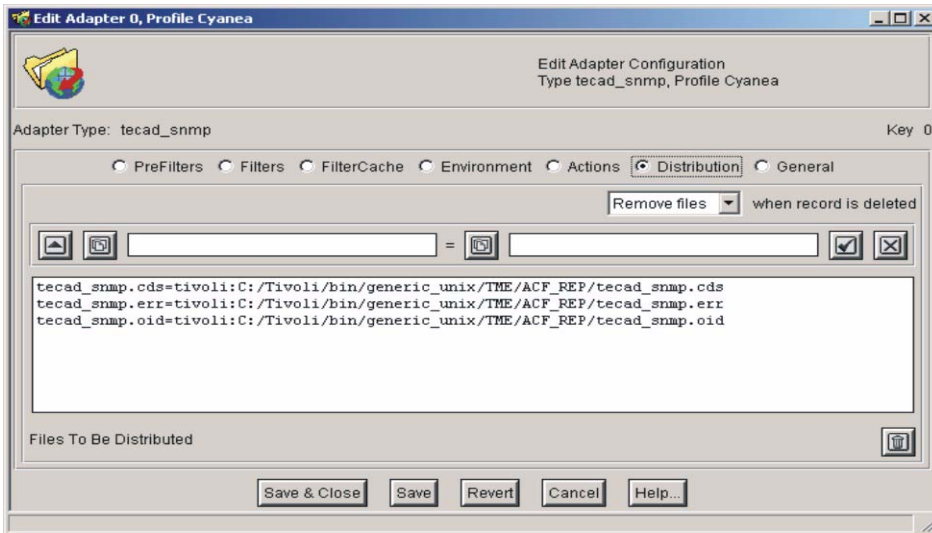 Edit Adapter 0, Profile Cyanea
Edit Adapter Configuration
Type tecad_snmp, Profile Cyanea
Adapter Type: tecad_snmp Key 0
PreFilters Filters FilterCache Environment Actions Distribution General
Remove files when record is deleted
=
tecad_snmp.cds=tivoli:C:/Tivoli/bin/generic_unix/TME/ACF_REP/tecad_snmp.cds
tecad_snmp.err=tivoli:C:/Tivoli/bin/generic_unix/TME/ACF_REP/tecad_snmp.err
tecad_snmp.oid=tivoli:C:/Tivoli/bin/generic_unix/TME/ACF_REP/tecad_snmp.oid
Files To Be Distributed
Save & Close Save Revert Cancel Help...